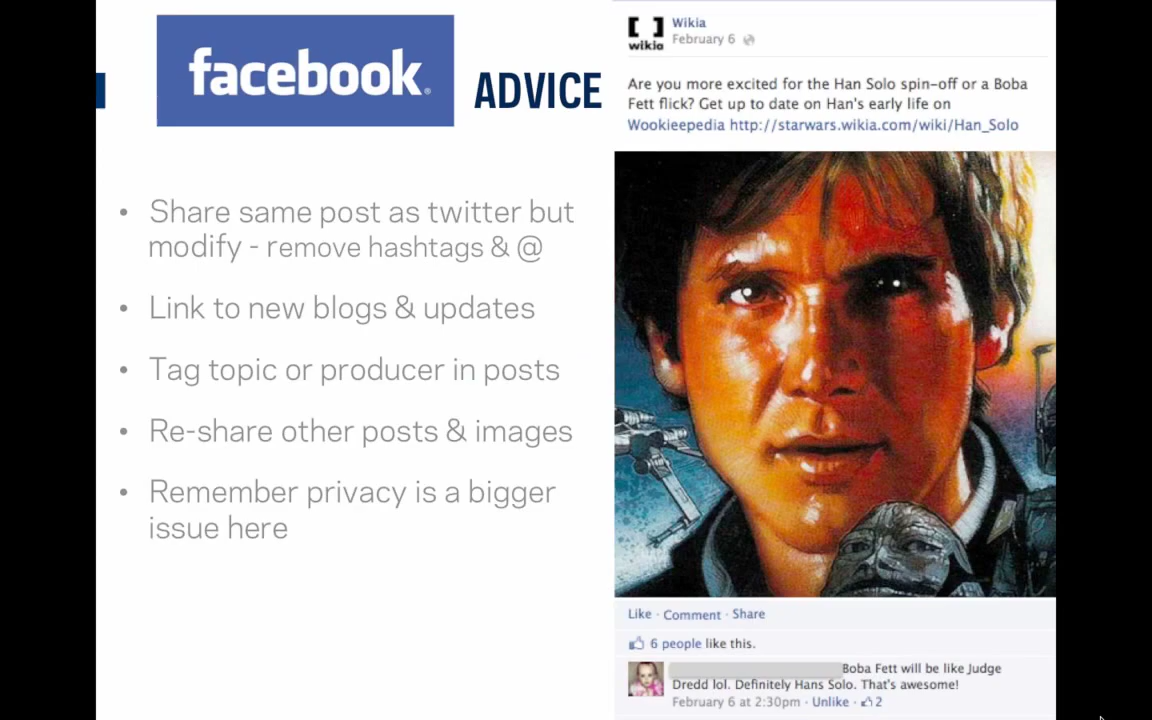 facebook®
ADVICE
• Share same post as twitter but
modify - remove hashtags & @
• Link to new blogs & updates
• Tag topic or producer in posts
• Re-share other posts & images
• Remember privacy is a bigger
issue here
[ ]
wikia
Wikia
February 6
Are you more excited for the Han Solo spin-off or a Boba
Fett flick? Get up to date on Han's early life on
Wookieepedia http://starwars.wikia.com/wiki/Han_Solo
Like · Comment · Share
6 people like this.
Boba Fett will be like Judge
Dredd lol. Definitely Hans Solo. That's awesome!
February 6 at 2:30pm · Unlike · 2